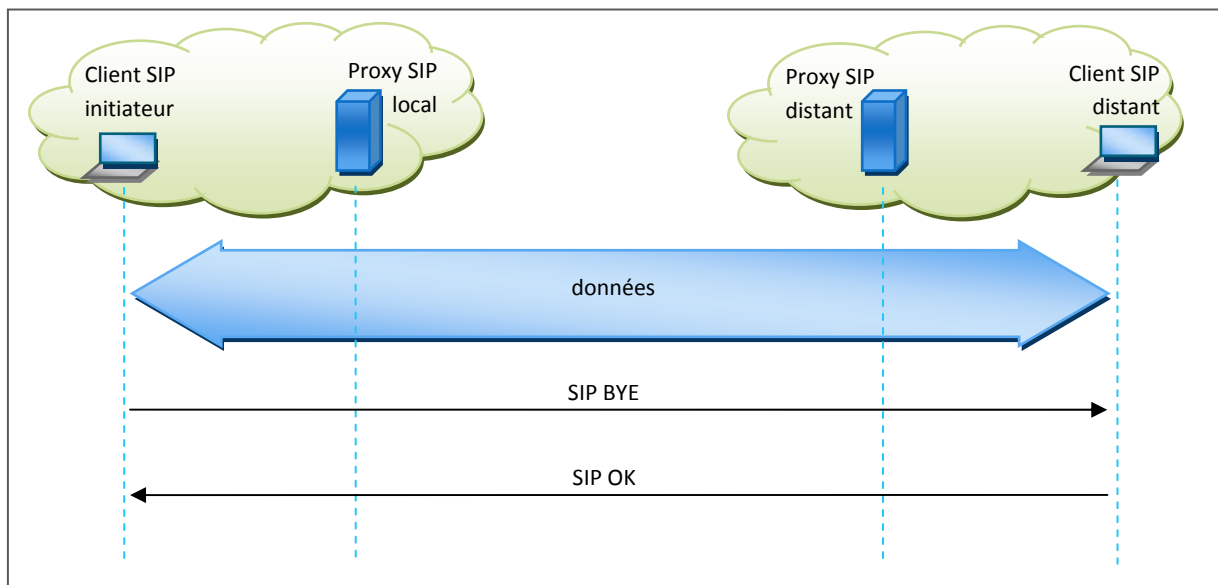 Client SIP
initiateur
Proxy SIP
local
Proxy SIP
distant
Client SIP
distant
données
SIP BYE
SIP OK